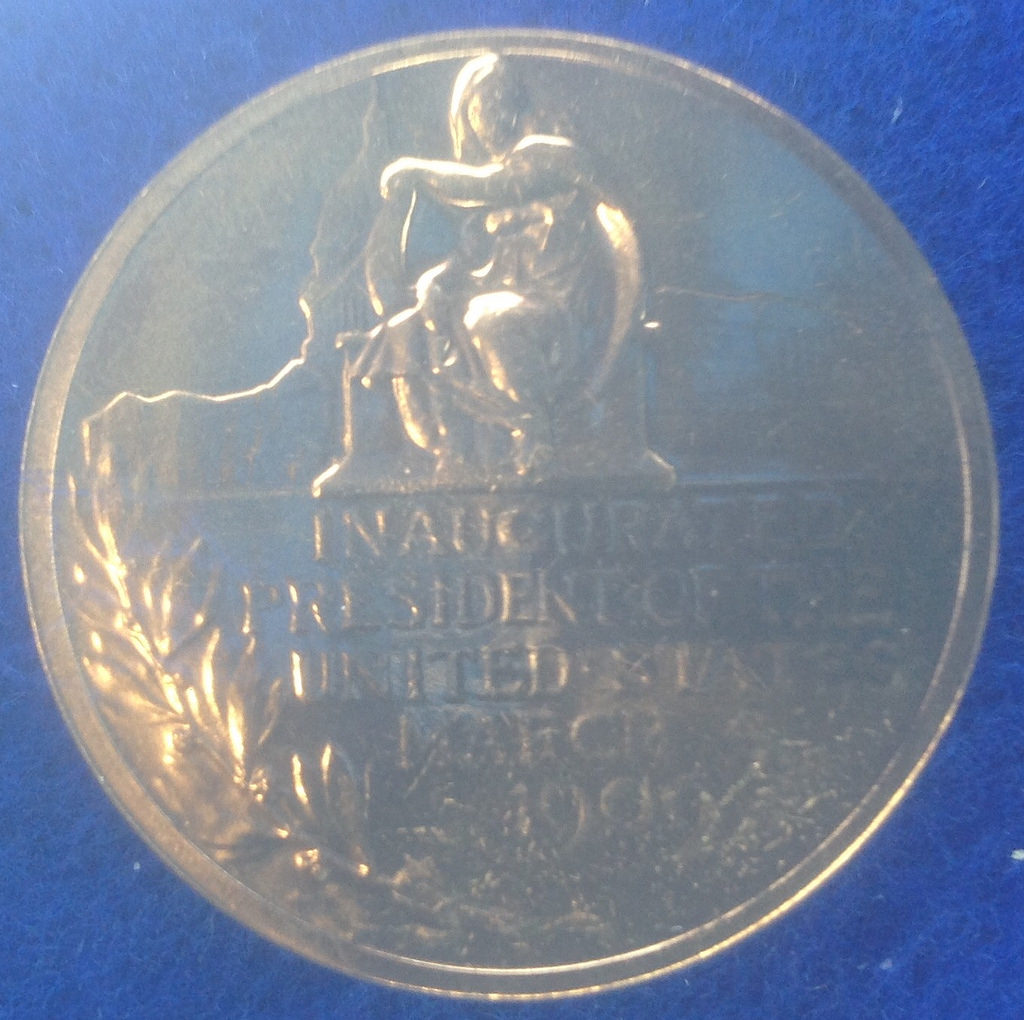 INAUGURATED
PRESIDENT·OF·THE
UNITED·STATES
MARCH